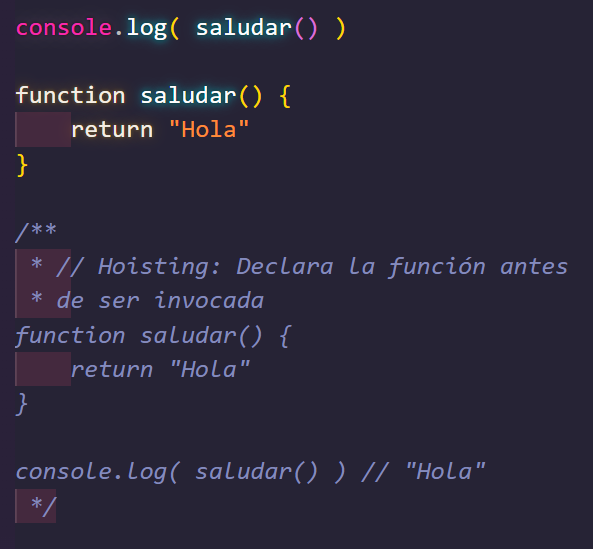 console.log( saludar() )
function saludar() {
    return "Hola"
}
/**
 * // Hoisting: Declara la función antes
 * de ser invocada
function saludar() {
    return "Hola"
}
console.log( saludar() ) // "Hola"
 */